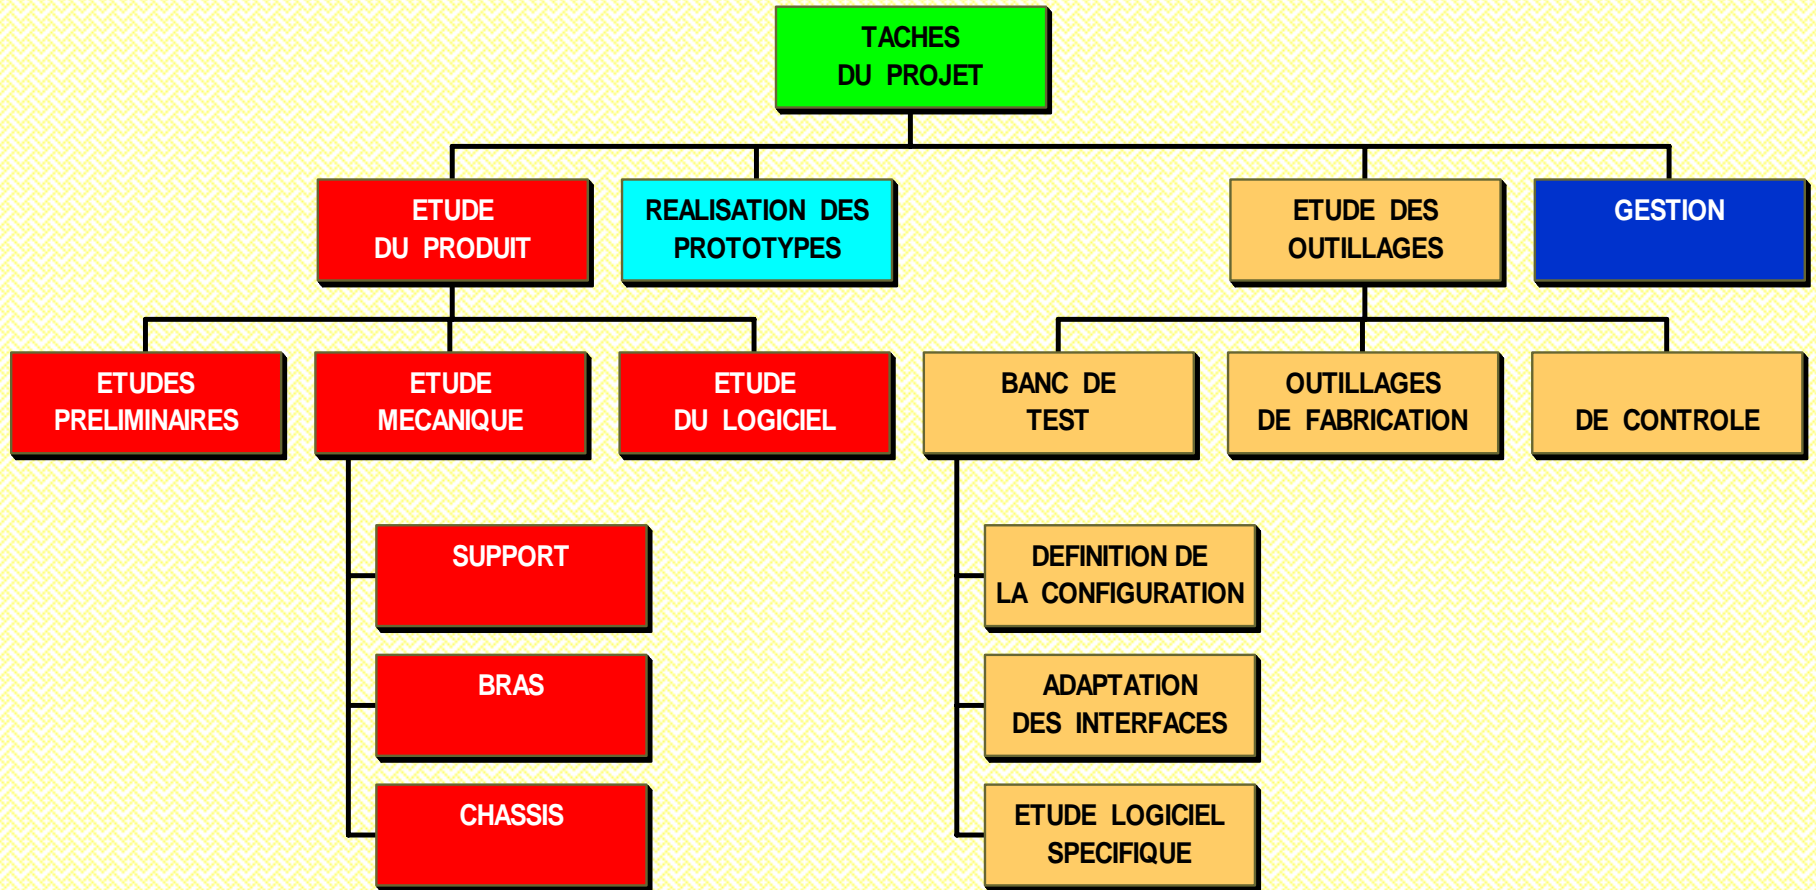 TACHES
DU PROJET
ETUDE
DU PRODUIT
REALISATION DES
PROTOTYPES
ETUDE DES
OUTILLAGES
GESTION
ETUDES
PRELIMINAIRES
ETUDE
MECANIQUE
ETUDE
DU LOGICIEL
BANC DE
TEST
OUTILLAGES
DE FABRICATION
DE CONTROLE
SUPPORT
BRAS
CHASSIS
DEFINITION DE
LA CONFIGURATION
ADAPTATION
DES INTERFACES
ETUDE LOGICIEL
SPECIFIQUE